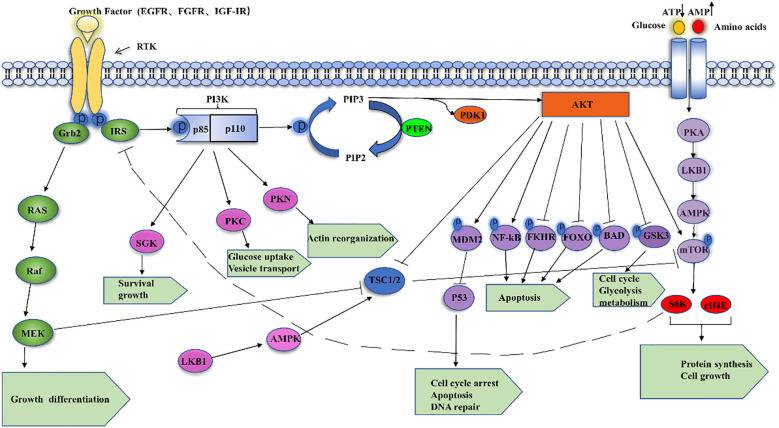 Growth Factor (EGFR、FGFR、IGF-IR)
ATP
AMP
Glucose
Amino acids
RTK
P
P
Grb2
IRS
PI3K
P
p85
p110
P
PIP3
PIP2
PTEN
PDK1
AKT
PKA
LKB1
AMPK
mTOR
P
RAS
Raf
MEK
Growth differentiation
SGK
Survival
growth
PKC
Glucose uptake
Vesicle transport
PKN
Actin reorganization
TSC1/2
LKB1
AMPK
P
MDM2
P
NF-kB
P
FKHR
P
FOXO
P
BAD
P
GSK3
P53
Apoptosis
Cell cycle
Glycolysis
metabolism
S6K
elf4E
Cell cycle arrest
Apoptosis
DNA repair
Protein synthesis
Cell growth